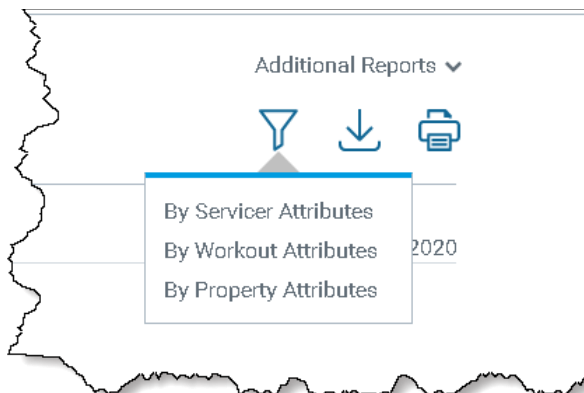 Additional Reports
By Servicer Attributes
By Workout Attributes
2020
By Property Attributes